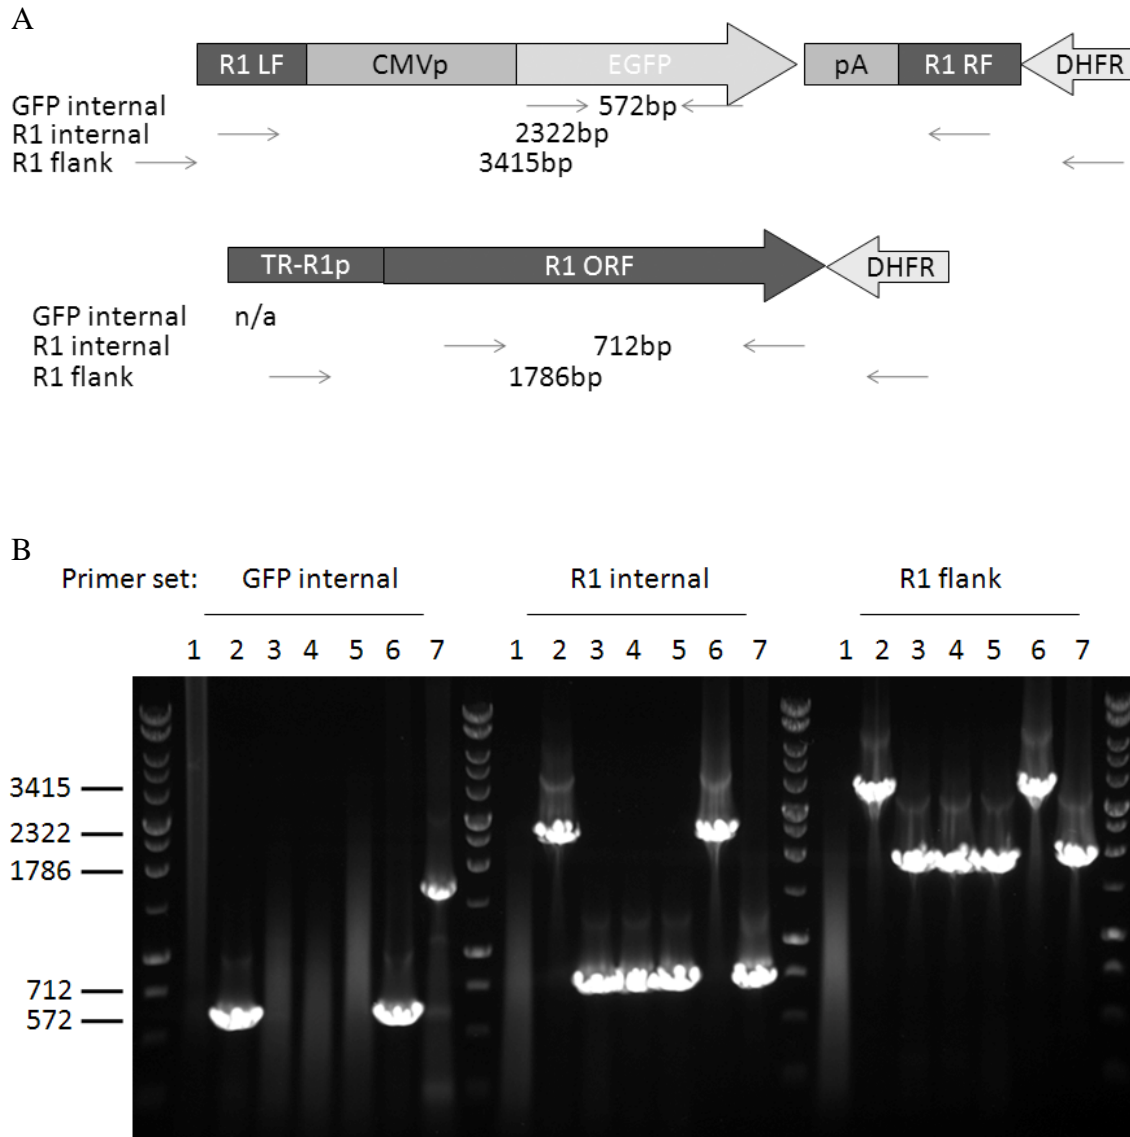 A
R1 LF CMVp EGFP pA R1 RF DHFR
GFP internal 572bp
R1 internal 2322bp
R1 flank 3415bp
TR-R1p R1 ORF DHFR
GFP internal n/a
R1 internal 712bp
R1 flank 1786bp
B
Primer set: GFP internal R1 internal R1 flank
1 2 3 4 5 6 7 1 2 3 4 5 6 7 1 2 3 4 5 6 7
3415
2322
1786
712
572